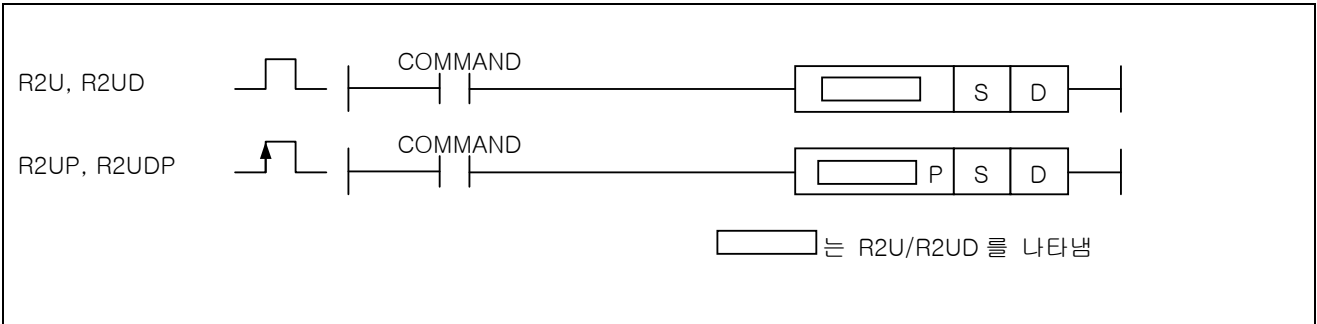 COMMAND
R2U, R2UD
S D
COMMAND
R2UP, R2UDP
P S D
는 R2U/R2UD 를 나타냄